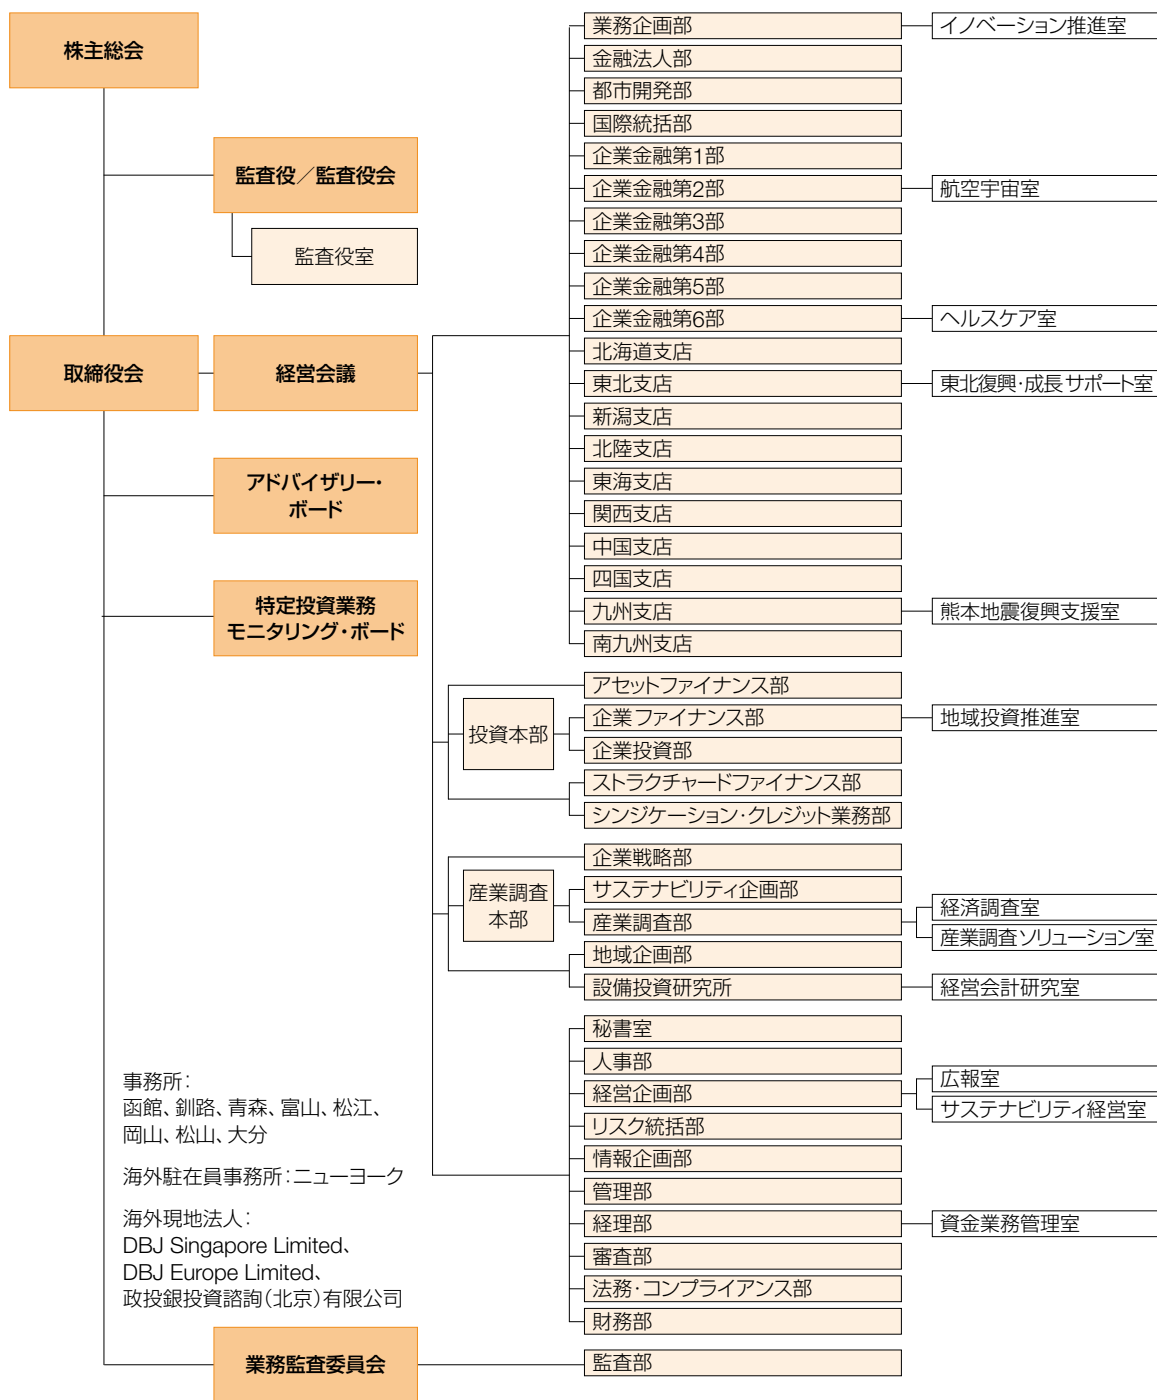 株主総会
監査役／監査役会
監査役室
取締役会
経営会議
アドバイザリー・
ボード
特定投資業務
モニタリング・ボード
業務企画部
イノベーション推進室
金融法人部
都市開発部
国際統括部
企業金融第1部
企業金融第2部
航空宇宙室
企業金融第3部
企業金融第4部
企業金融第5部
企業金融第6部
ヘルスケア室
北海道支店
東北支店
東北復興・成長サポート室
新潟支店
北陸支店
東海支店
関西支店
中国支店
四国支店
九州支店
熊本地震復興支援室
南九州支店
アセットファイナンス部
投資本部
企業ファイナンス部
地域投資推進室
企業投資部
ストラクチャードファイナンス部
シンジケーション・クレジット業務部
企業戦略部
産業調査
本部
サステナビリティ企画部
産業調査部
経済調査室
産業調査ソリューション室
地域企画部
設備投資研究所
経営会計研究室
秘書室
人事部
経営企画部
広報室
サステナビリティ経営室
リスク統括部
情報企画部
管理部
経理部
資金業務管理室
審査部
法務・コンプライアンス部
財務部
事務所：
函館、釧路、青森、富山、松江、
岡山、松山、大分
海外駐在員事務所：ニューヨーク
海外現地法人：
DBJ Singapore Limited、
DBJ Europe Limited、
政投銀投資諮詢（北京）有限公司
業務監査委員会
監査部